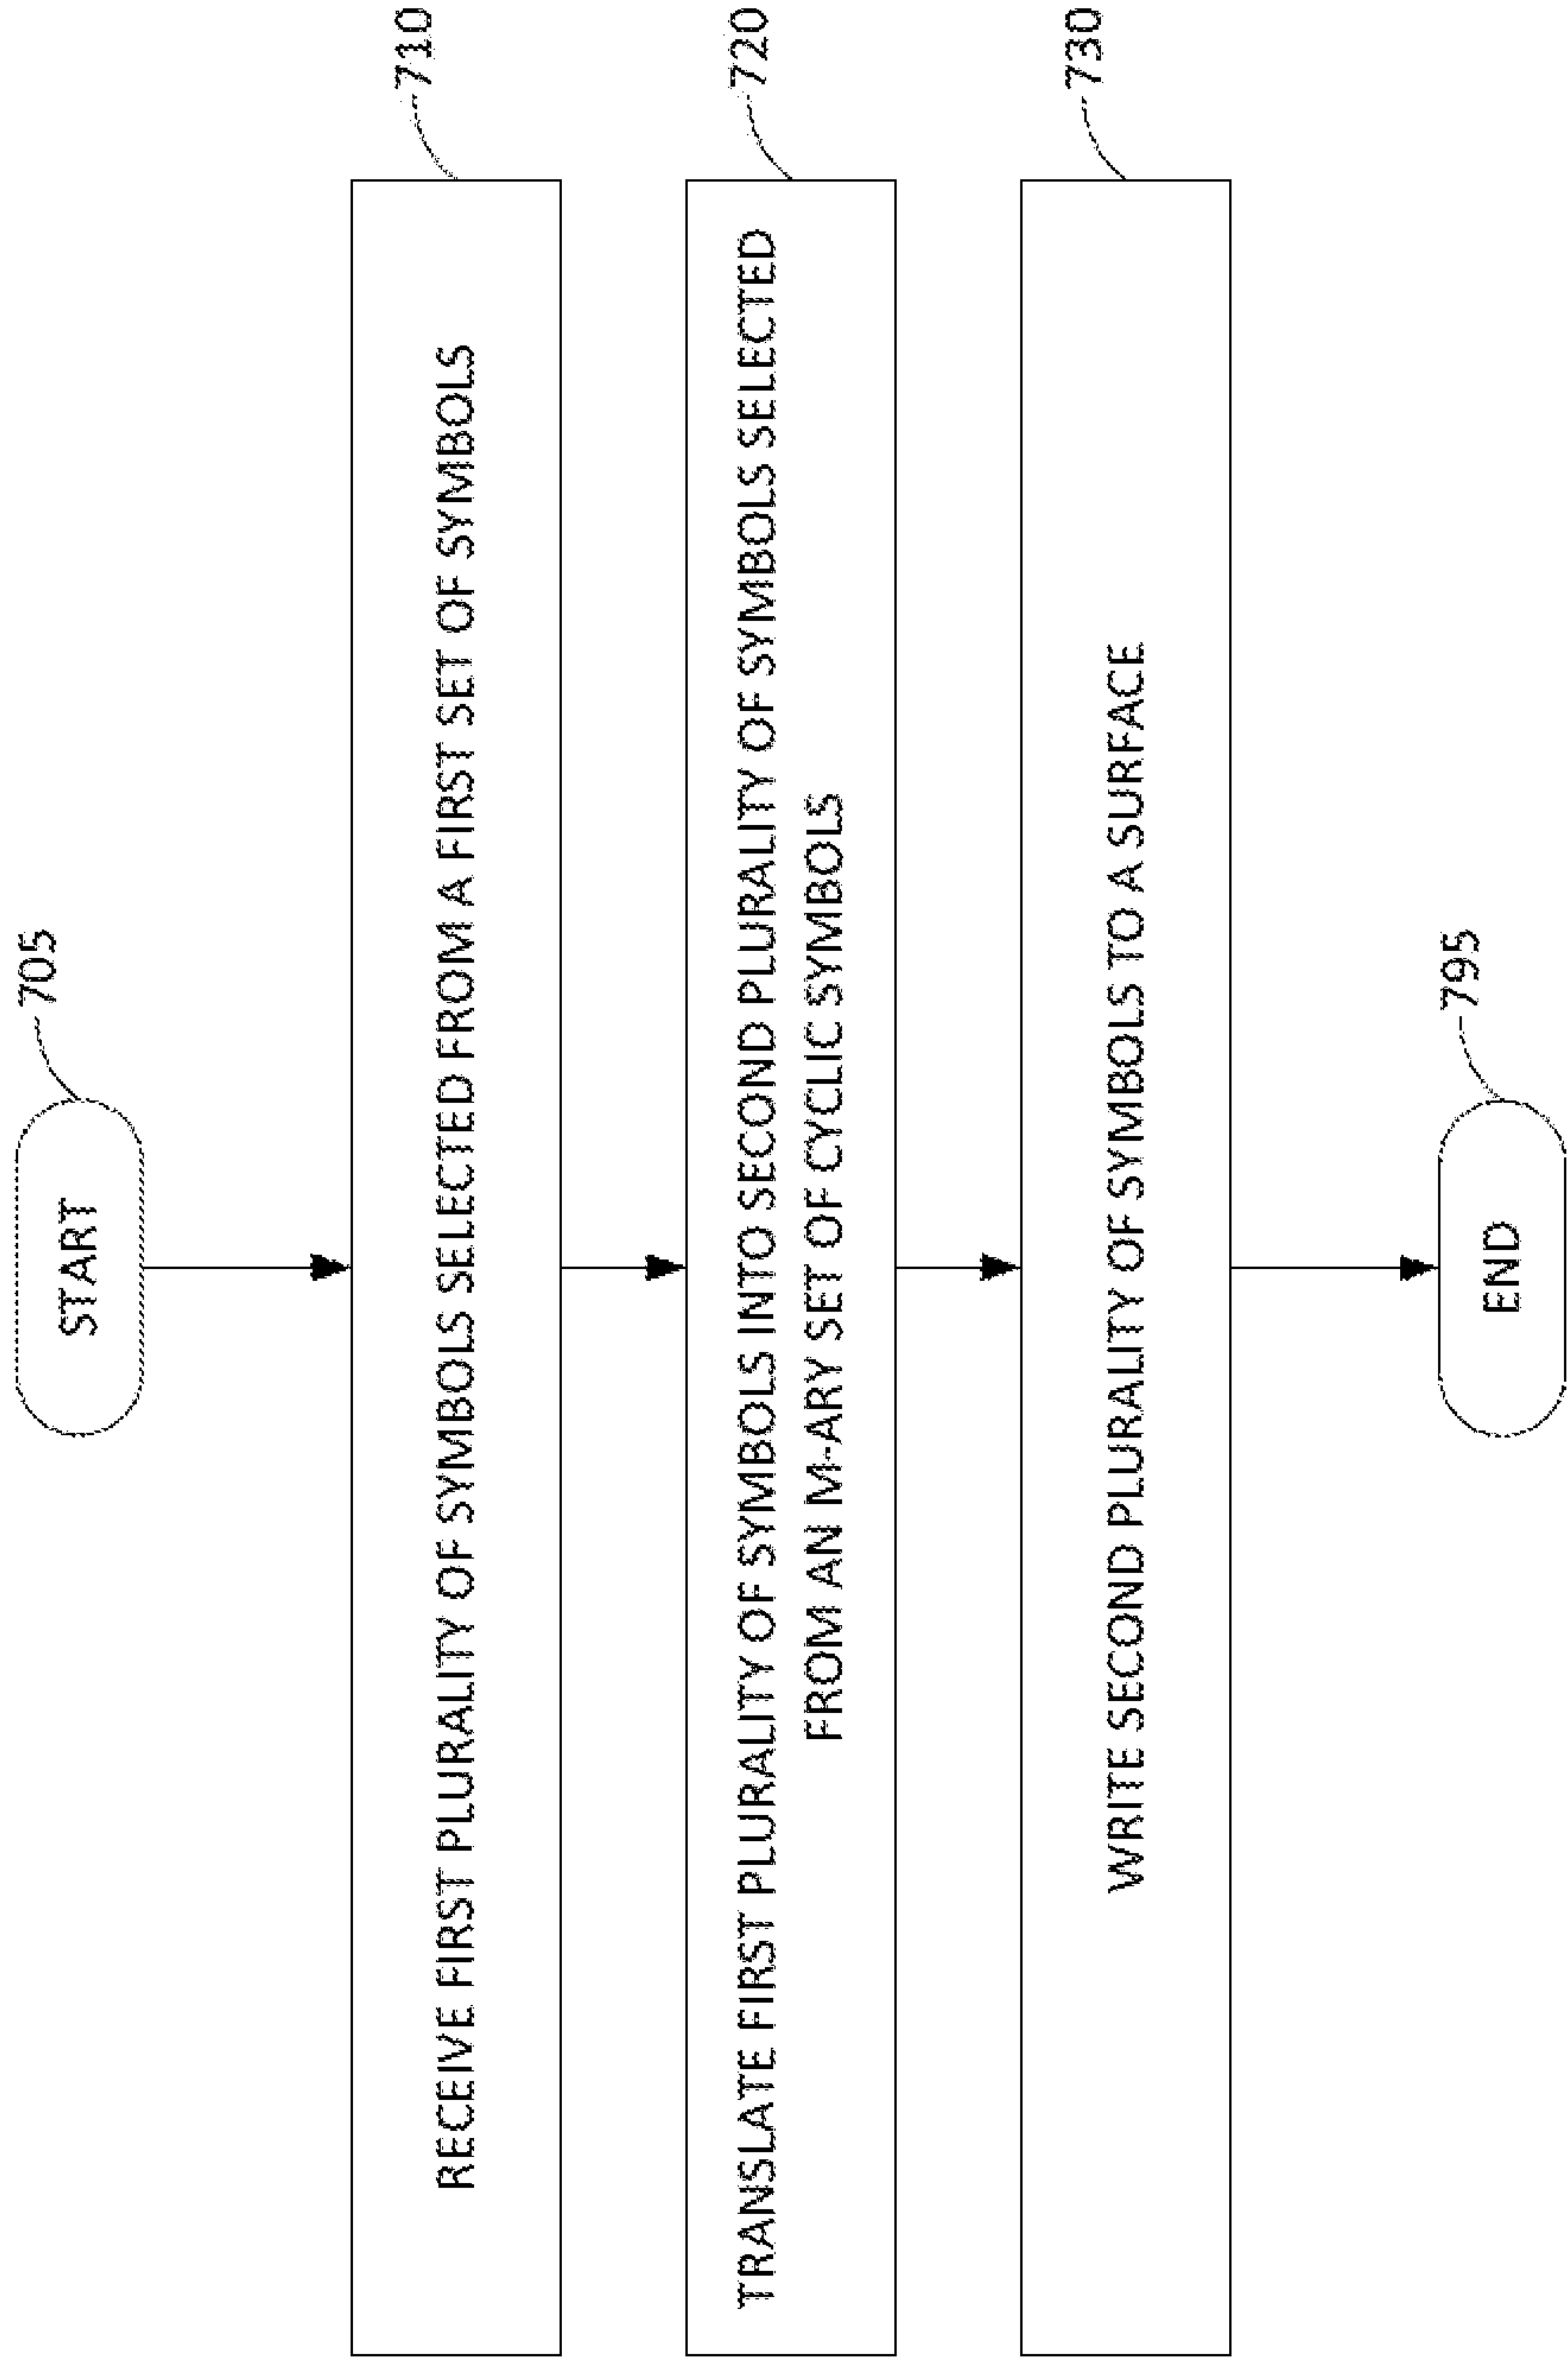 705
START
710
RECEIVE FIRST PLURALITY OF SYMBOLS SELECTED FROM A FIRST SET OF SYMBOLS
720
TRANSLATE FIRST PLURALITY OF SYMBOLS INTO SECOND PLURALITY OF SYMBOLS SELECTED
FROM AN M-ARY SET OF CYCLIC SYMBOLS
730
WRITE SECOND PLURALITY OF SYMBOLS TO A SURFACE
795
END